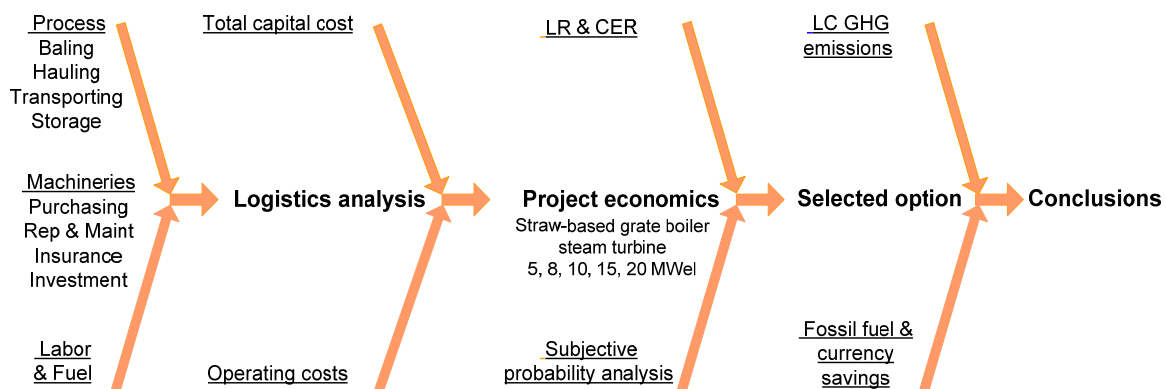 Process
Baling
Hauling
Transporting
Storage
Machineries
Purchasing
Rep & Maint
Insurance
Investment
Labor
& Fuel
Total capital cost
Logistics analysis
Operating costs
LR & CER
Project economics
Straw-based grate boiler
steam turbine
5, 8, 10, 15, 20 MWel
Subjective
probability analysis
LC GHG
emissions
Selected option
Fossil fuel &
currency
savings
Conclusions